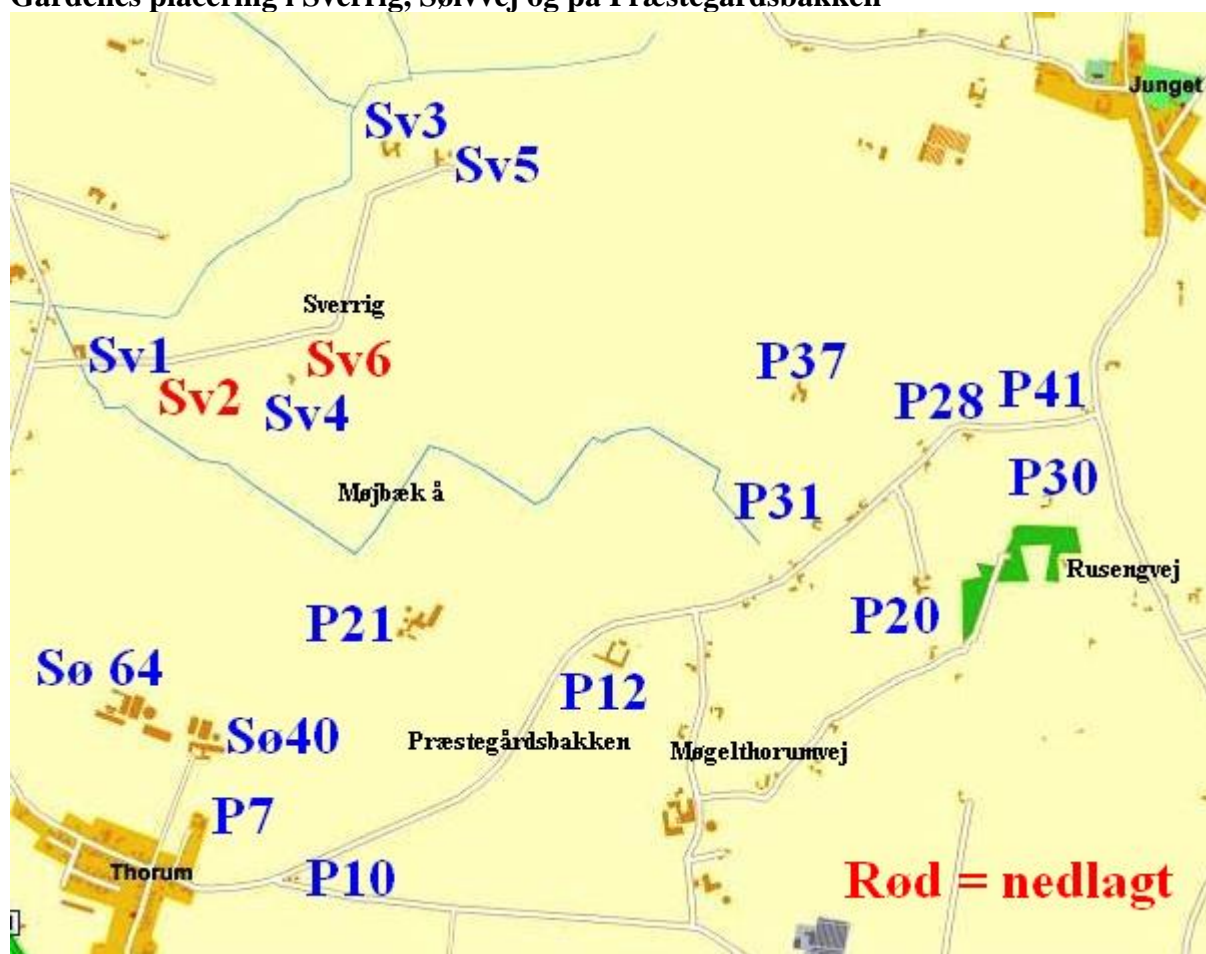 Gårdenes placering i Sverrig, Sølvvej og på Præstegårdsbakken
Junget
Sv3
Sv5
Sverrig
Sv1
Sv6
Sv2
Sv4
P37
P28
P41
Møjbæk å
P31
P30
Rusengvej
P21
P20
Sø 64
P12
Sø40
Præstegårdsbakken
Møgelthorumvej
P7
Thorum
P10
Rød = nedlagt